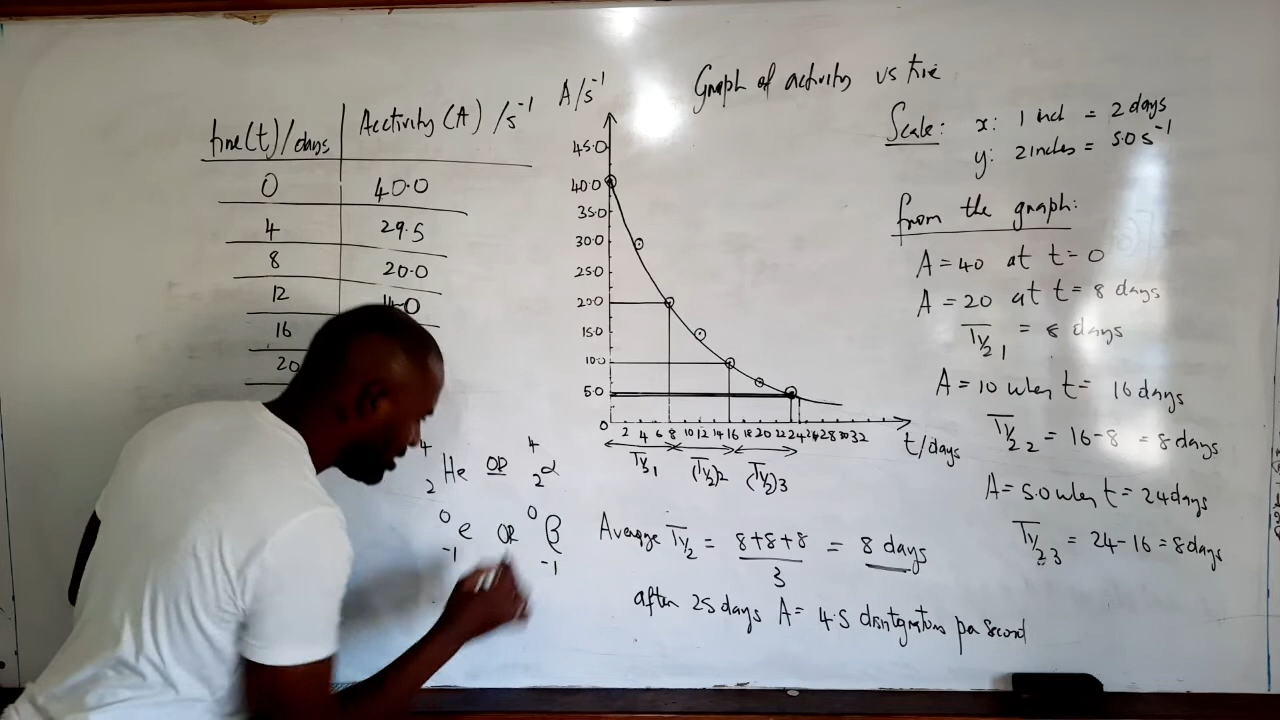 Graph of activity vs time
time(t)/days Acctivity (A) /s⁻¹
0 40.0
4 29.5
8 20.0
12 14.0
16
20
A/s⁻¹
45.0
40.0
35.0
30.0
25.0
20.0
15.0
10.0
5.0
0 2 4 6 8 10 12 14 16 18 20 22 24 26 28 30 32
t/days
T½1 (T½)2 (T½)3
⁴₂He OR ⁴₂α
⁰₋₁e OR ⁰₋₁β
Average T½ = 8+8+8 / 3 = 8 days
after 25 days A = 4.5 disintegrations per second
Scale: x: 1 inch = 2 days
y: 2 inches = 5.0 s⁻¹
from the graph:
A = 40 at t = 0
A = 20 at t = 8 days
T½1 = 8 days
A = 10 when t = 16 days
T½2 = 16-8 = 8 days
A = 5.0 when t = 24 days
T½3 = 24-16 = 8 days